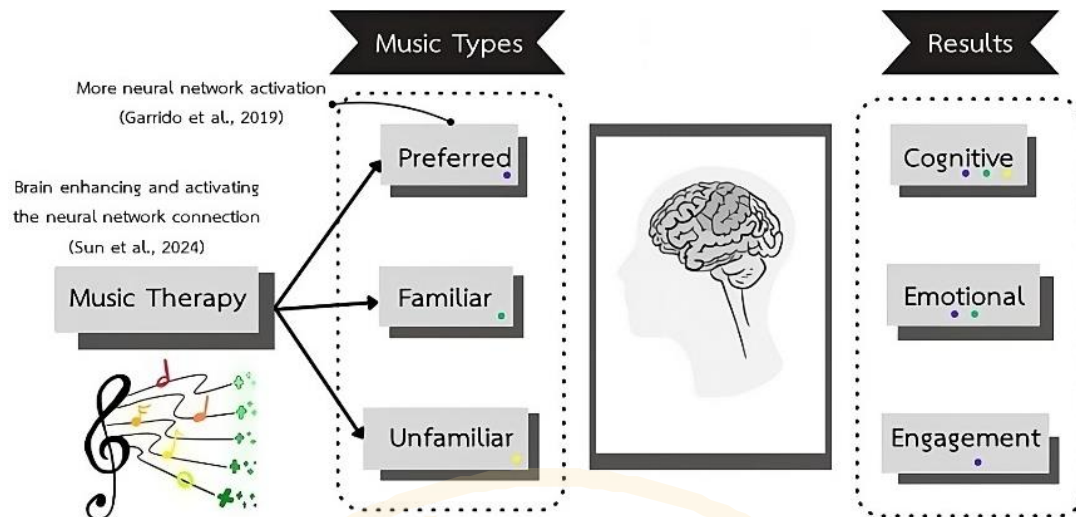 Music Types
Results
More neural network activation
(Garrido et al., 2019)
Preferred
Cognitive
Brain enhancing and activating
the neural network connection
(Sun et al., 2024)
Music Therapy
Familiar
Emotional
Unfamiliar
Engagement